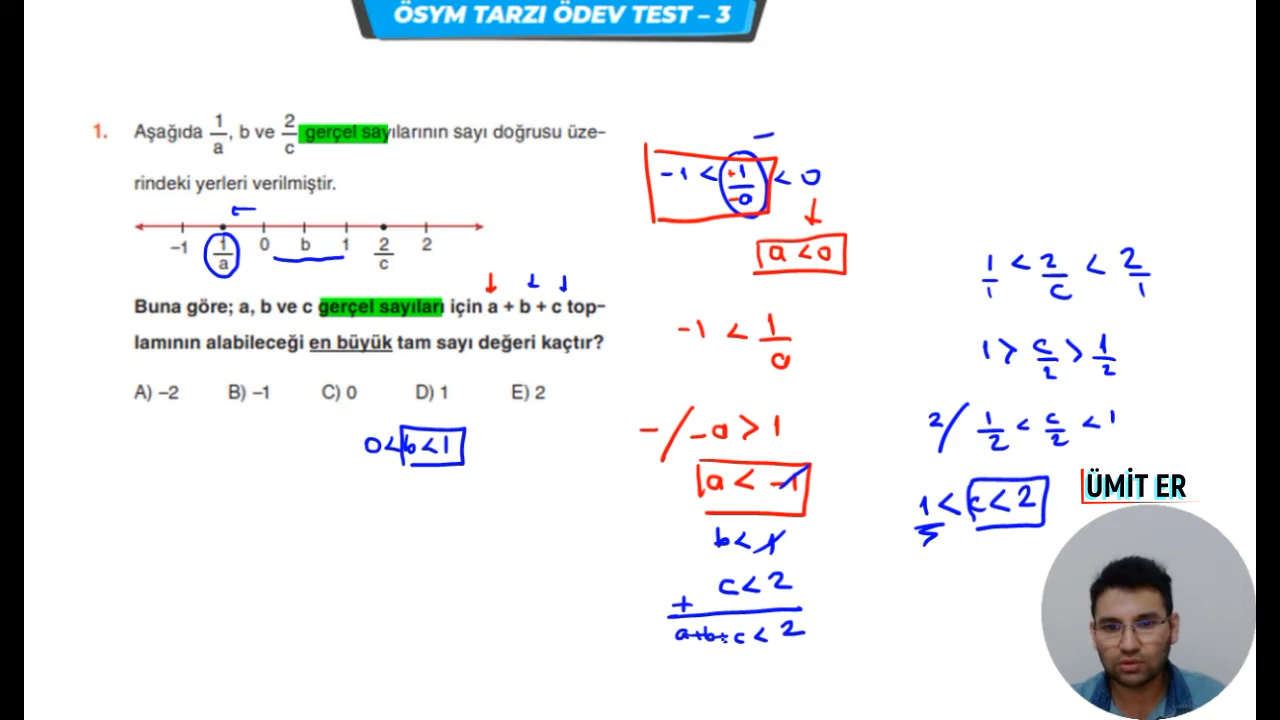 ÖSYM TARZI ÖDEV TEST – 3
1. Aşağıda 1/a, b ve 2/c gerçel sayılarının sayı doğrusu üze-
rindeki yerleri verilmiştir.
–1 1/a 0 b 1 2/c 2
Buna göre; a, b ve c gerçel sayıları için a + b + c top-
lamının alabileceği en büyük tam sayı değeri kaçtır?
A) –2 B) –1 C) 0 D) 1 E) 2
0<b<1
–
-1 < +1/-a < 0
a<0
-1 < 1/a
-/ -a > 1
a < -1
b< 1
c<2
+
a+b+c < 2
1/1 < 2/c < 2/1
1 > c/2 > 1/2
2/ 1/2 < c/2 < 1
1 < c < 2
ÜMİT ER